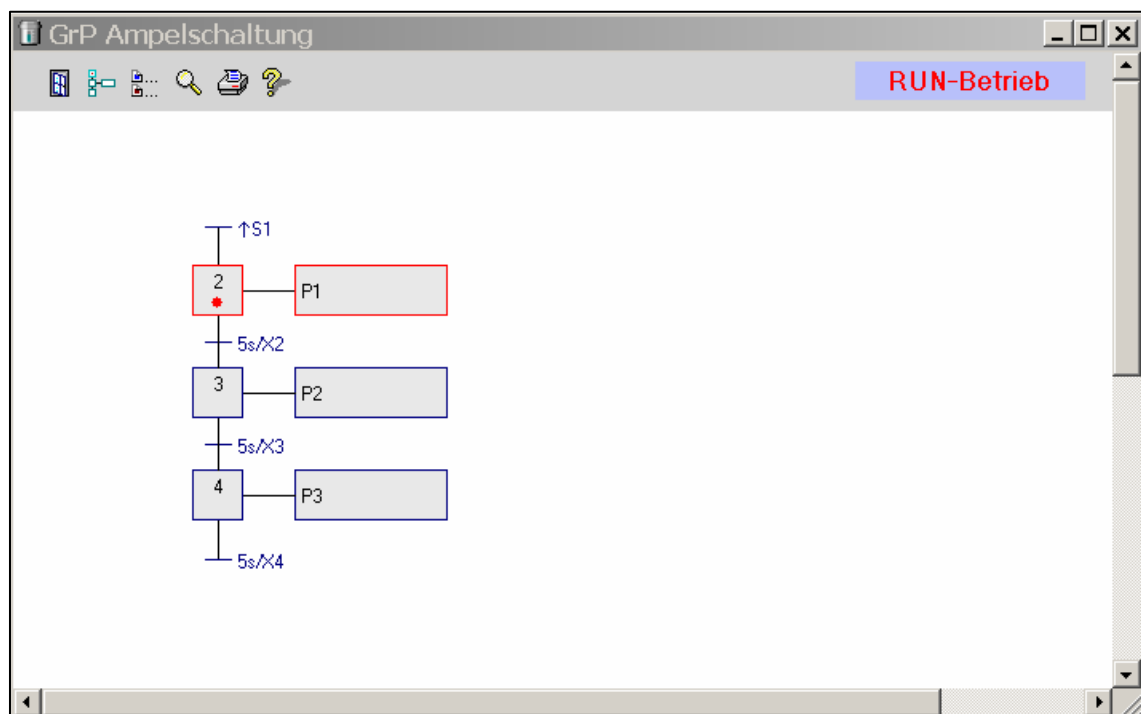 GrP Ampelschaltung
RUN-Betrieb
↑S1
2
P1
5s/X2
3
P2
5s/X3
4
P3
5s/X4